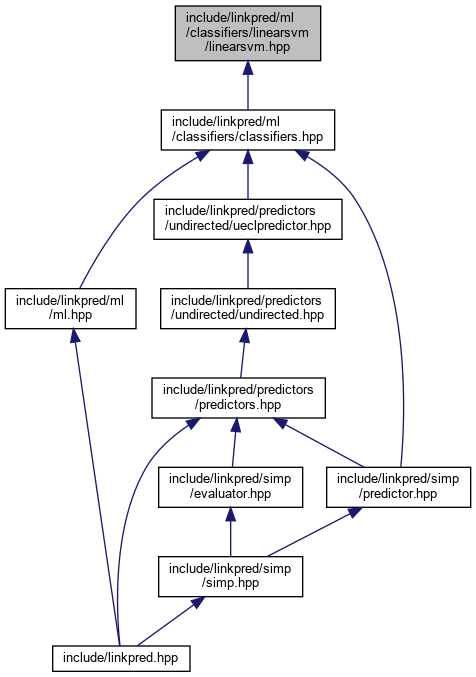 include/linkpred/ml
/classifiers/linearsvm
/linearsvm.hpp
include/linkpred/ml
/classifiers/classifiers.hpp
include/linkpred/predictors
/undirected/ueclpredictor.hpp
include/linkpred/ml
/ml.hpp
include/linkpred/predictors
/undirected/undirected.hpp
include/linkpred/predictors
/predictors.hpp
include/linkpred/simp
/evaluator.hpp
include/linkpred/simp
/predictor.hpp
include/linkpred/simp
/simp.hpp
include/linkpred.hpp